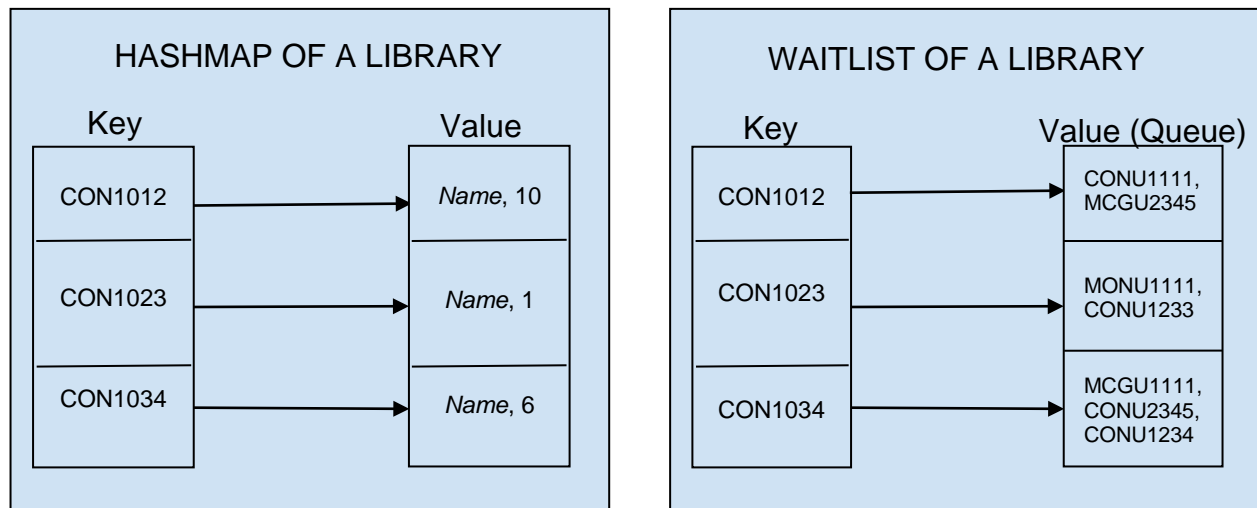 HASHMAP OF A LIBRARY
Key
Value
CON1012
Name, 10
CON1023
Name, 1
CON1034
Name, 6
WAITLIST OF A LIBRARY
Key
Value (Queue)
CON1012
CONU1111,
MCGU2345
CON1023
MONU1111,
CONU1233
CON1034
MCGU1111,
CONU2345,
CONU1234